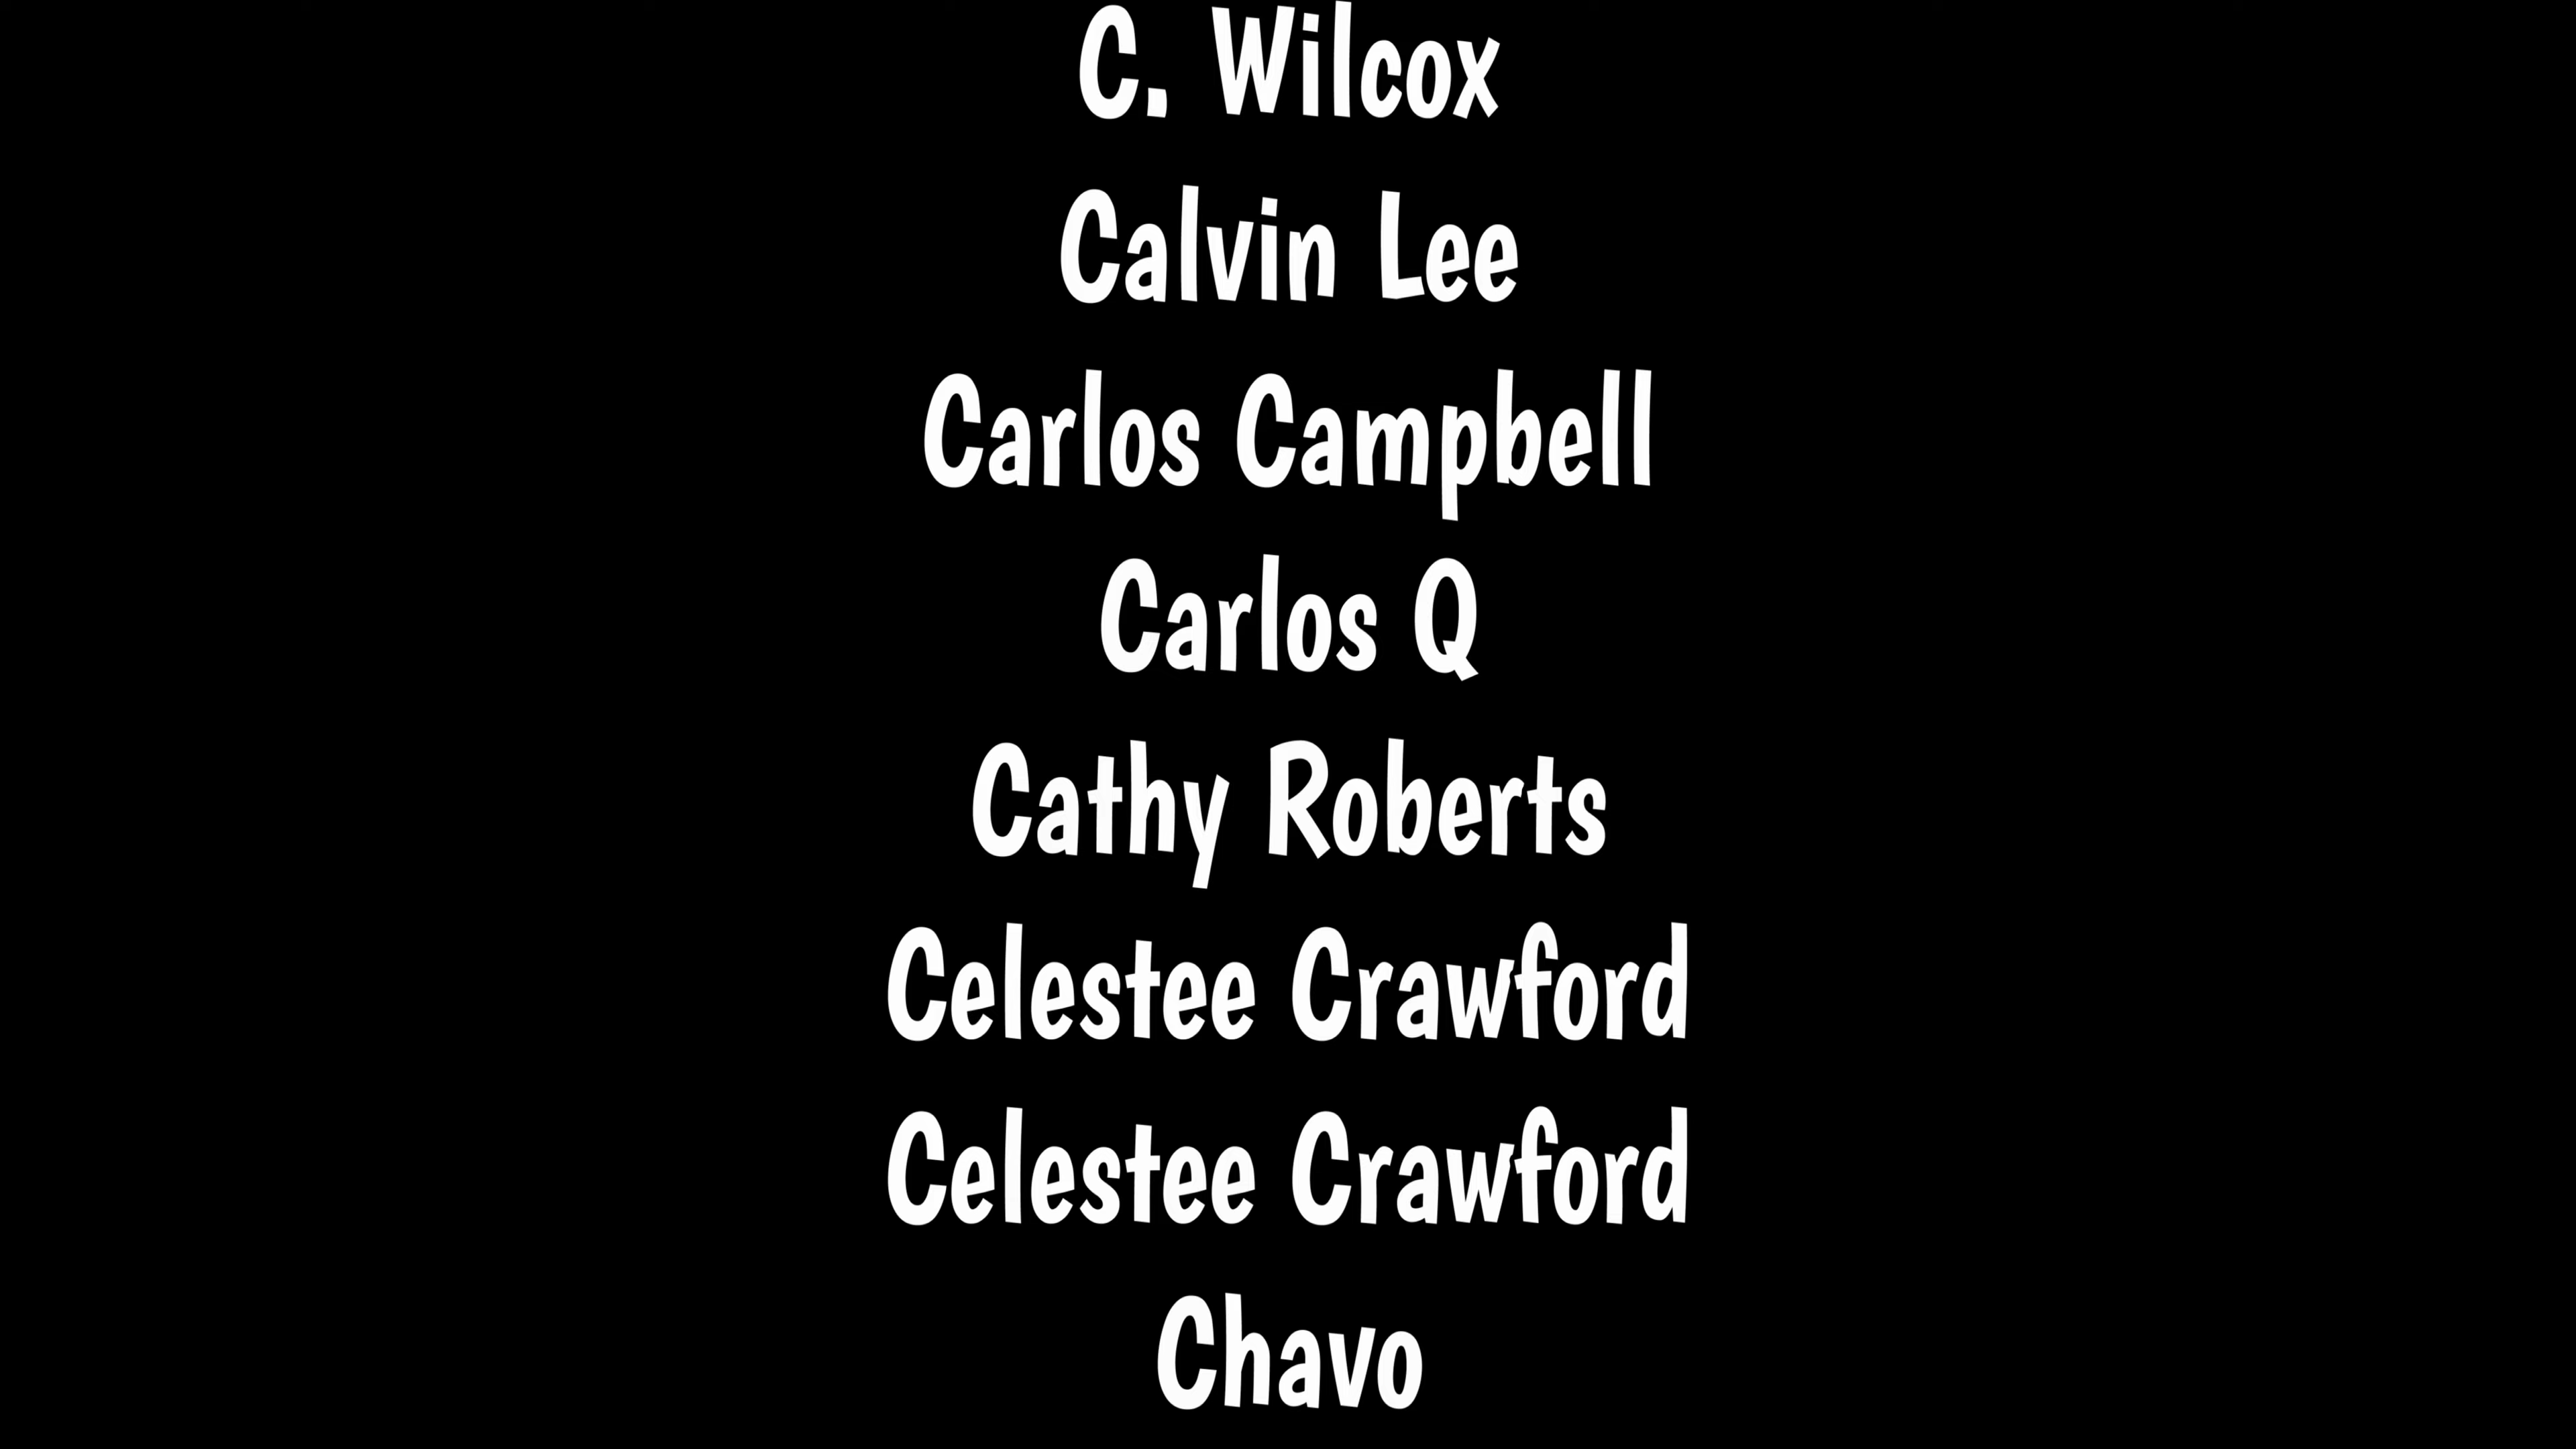 C. Wilcox
Calvin Lee
Carlos Campbell
Carlos Q
Cathy Roberts
Celestee Crawford
Celestee Crawford
Chavo